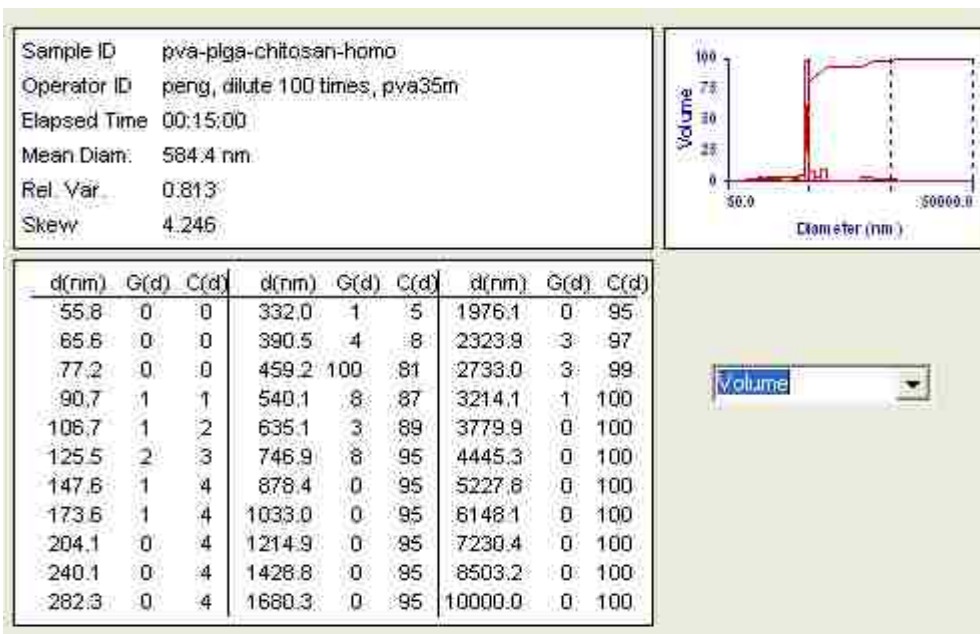 Sample ID pva-plga-chitosan-homo
Operator ID peng, dilute 100 times, pva35m
Elapsed Time 00:15:00
Mean Diam. 584.4 nm
Rel. Var. 0.813
Skew 4.246
Volume
100
75
50
25
0
50.0 50000.0
Diameter (nm)
d(nm) G(d) C(d) d(nm) G(d) C(d) d(nm) G(d) C(d)
55.8 0 0 332.0 1 5 1976.1 0 95
65.6 0 0 390.5 4 8 2323.9 3 97
77.2 0 0 459.2 100 81 2733.0 3 99
90.7 1 1 540.1 8 87 3214.1 1 100
106.7 1 2 635.1 3 89 3779.9 0 100
125.5 2 3 746.9 8 95 4445.3 0 100
147.6 1 4 878.4 0 95 5227.8 0 100
173.6 1 4 1033.0 0 95 6148.1 0 100
204.1 0 4 1214.9 0 95 7230.4 0 100
240.1 0 4 1428.8 0 95 8503.2 0 100
282.3 0 4 1680.3 0 95 10000.0 0 100
Volume